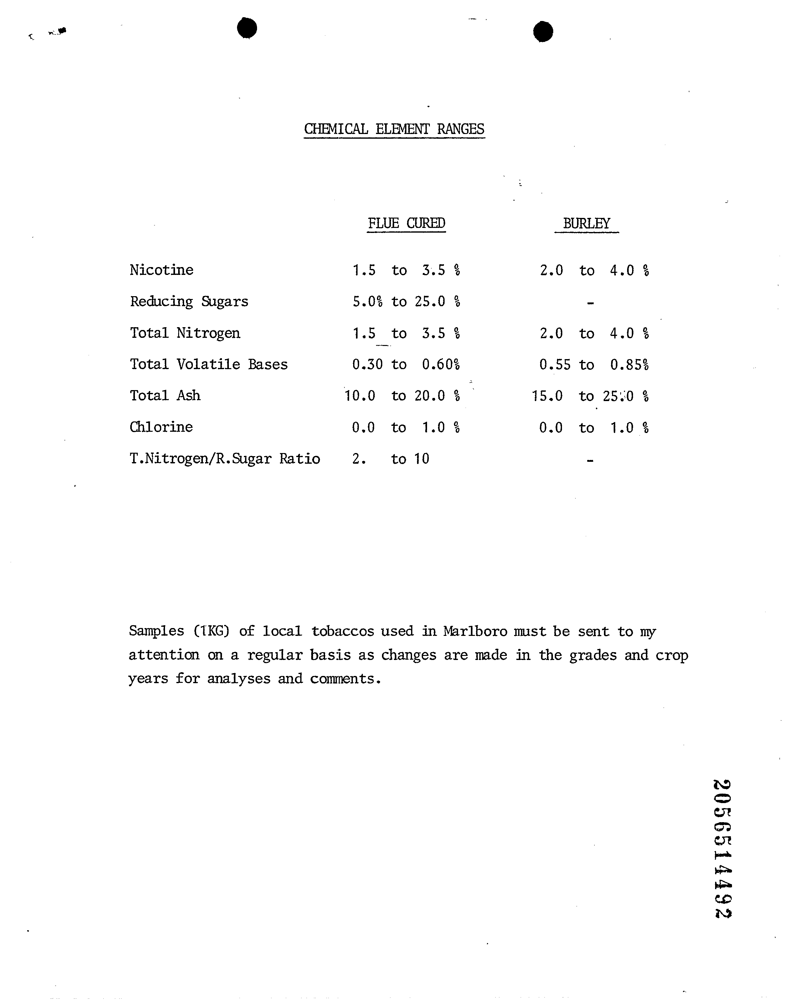 CHEMICAL ELEMENT RANGES
FLUE CURED BURLEY
Nicotine 1.5 to 3.5 % 2.0 to 4.0 %
Reducing Sugars 5.0% to 25.0 % -
Total Nitrogen 1.5 to 3.5 % 2.0 to 4.0 %
Total Volatile Bases 0.30 to 0.60% 0.55 to 0.85%
Total Ash 10.0 to 20.0 % 15.0 to 25.0 %
Chlorine 0.0 to 1.0 % 0.0 to 1.0 %
T.Nitrogen/R.Sugar Ratio 2. to 10 -
Samples (1KG) of local tobaccos used in Marlboro must be sent to my
attention on a regular basis as changes are made in the grades and crop
years for analyses and comments.
2056514492